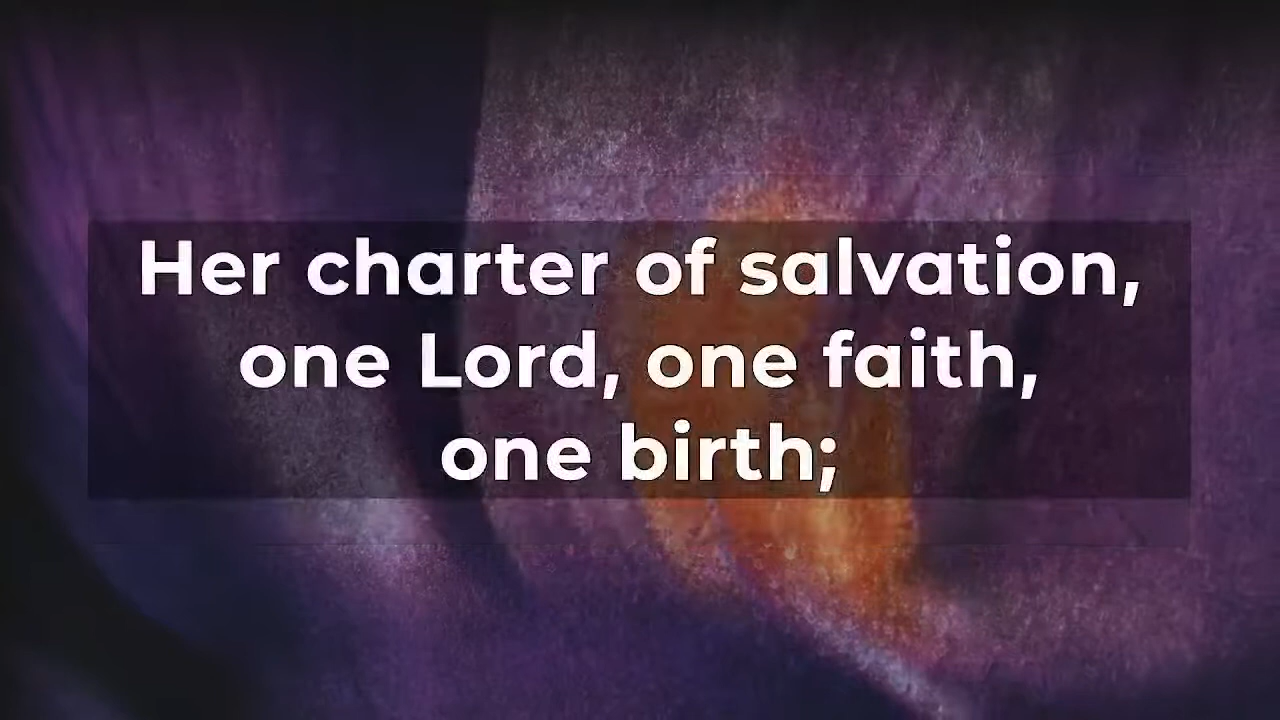 Her charter of salvation,
one Lord, one faith,
one birth;